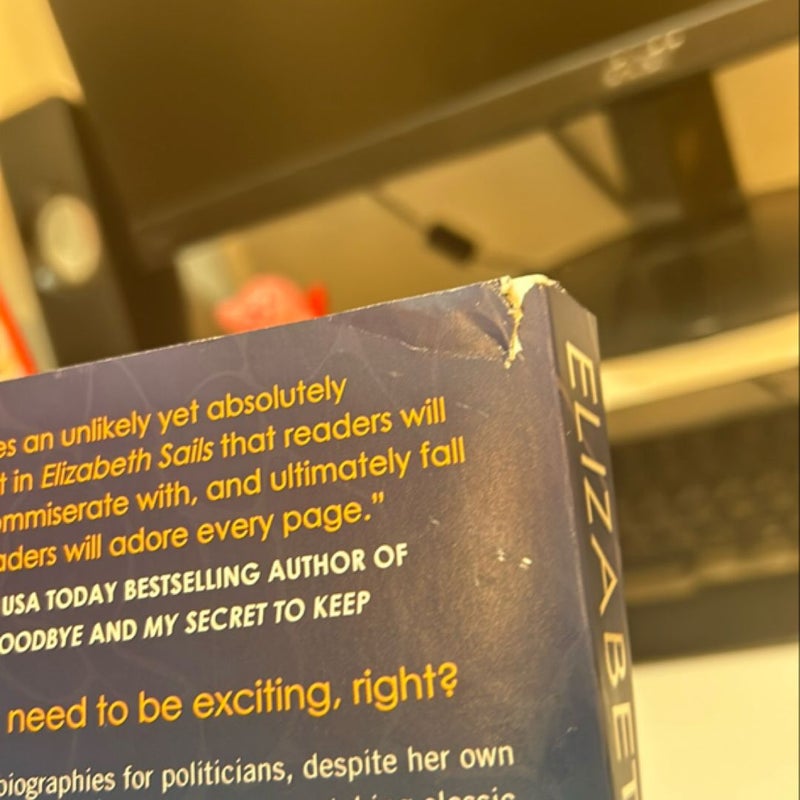 es an unlikely yet absolutely
t in Elizabeth Sails that readers will
ommiserate with, and ultimately fall
aders will adore every page."
USA TODAY BESTSELLING AUTHOR OF
OODBYE AND MY SECRET TO KEEP
need to be exciting, right?
biographies for politicians, despite her own
classic
ELIZABET